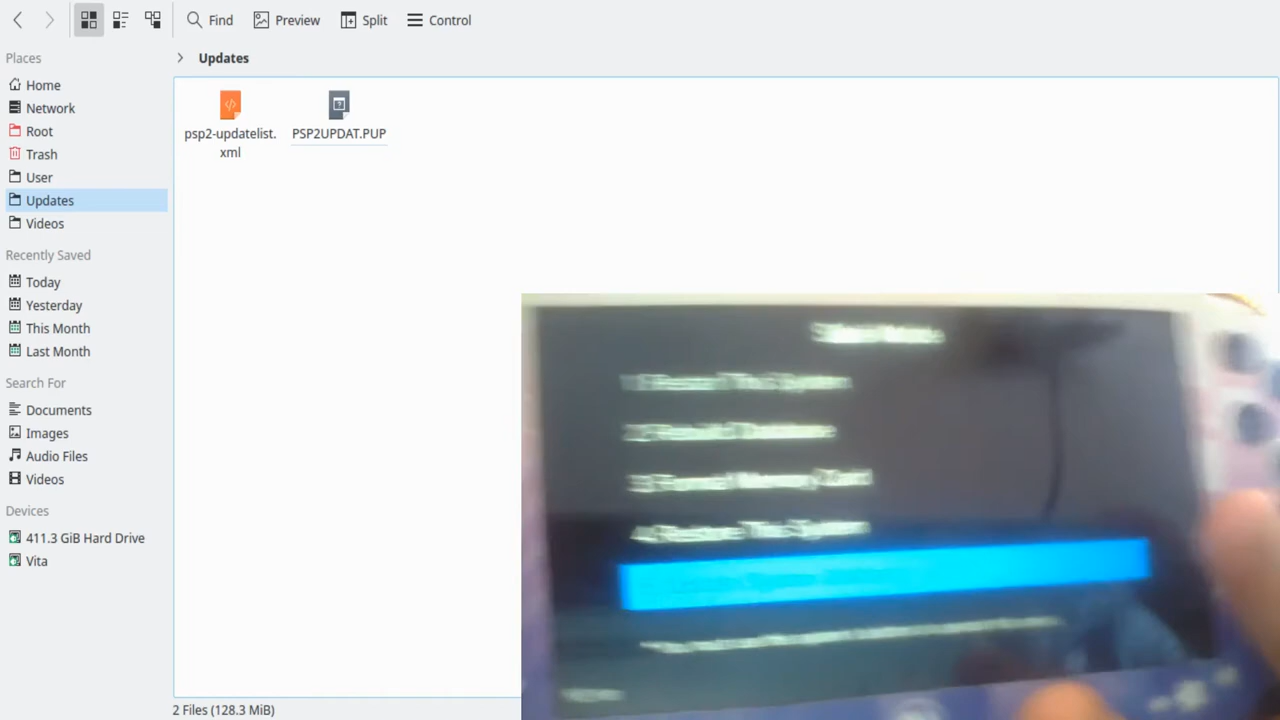 Find
Preview
Split
Control
Places
Updates
Home
Network
Root
Trash
User
Updates
Videos
psp2-updatelist.
xml
PSP2UPDAT.PUP
Recently Saved
Today
Yesterday
This Month
Last Month
Search For
Documents
Images
Audio Files
Videos
Devices
411.3 GiB Hard Drive
Vita
2 Files (128.3 MiB)